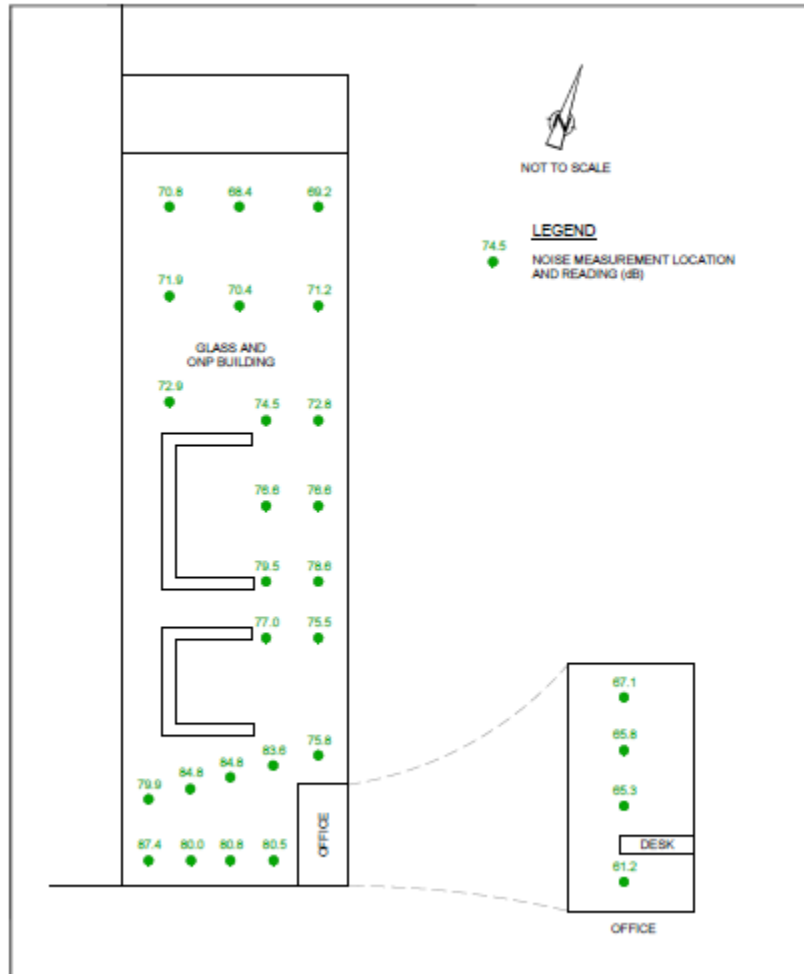 N
NOT TO SCALE
LEGEND
74.5
NOISE MEASUREMENT LOCATION
AND READING (dB)
70.8 68.4 69.2
71.9 70.4 71.2
GLASS AND
ONP BUILDING
72.9 74.5 72.8
76.6 76.6
79.5 78.6
77.0 75.5
79.9 84.8 84.8 83.6 75.8
87.4 80.0 80.8 80.5
OFFICE
67.1
65.8
65.3
DESK
61.2
OFFICE